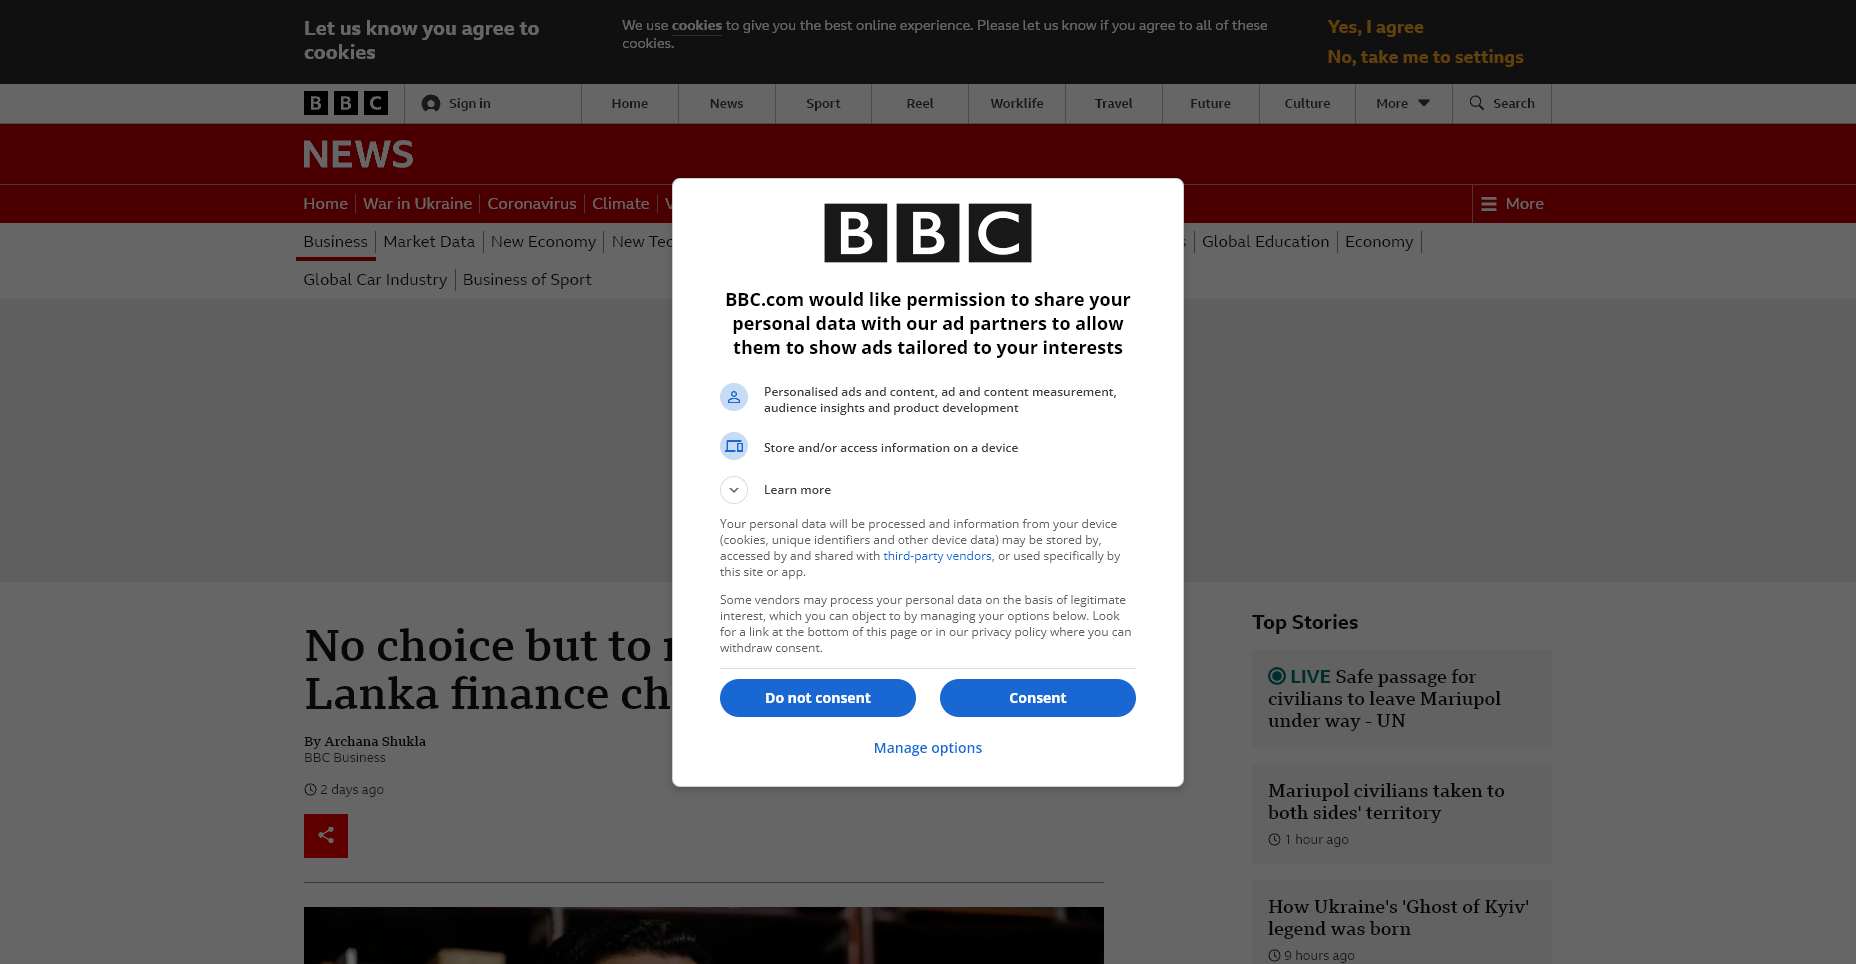 Let us know you agree to
cookies
We use cookies to give you the best online experience. Please let us know if you agree to all of these
cookies.
Yes, I agree
No, take me to settings
BBC
Sign in
Home
News
Sport
Reel
Worklife
Travel
Future
Culture
More
Search
NEWS
Home
War in Ukraine
Coronavirus
Climate
More
Business
Market Data
New Economy
New Tec
Global Education
Economy
Global Car Industry
Business of Sport
BBC
BBC.com would like permission to share your
personal data with our ad partners to allow
them to show ads tailored to your interests
Personalised ads and content, ad and content measurement,
audience insights and product development
Store and/or access information on a device
Learn more
Your personal data will be processed and information from your device
(cookies, unique identifiers and other device data) may be stored by,
accessed by and shared with third-party vendors, or used specifically by
this site or app.
Some vendors may process your personal data on the basis of legitimate
interest, which you can object to by managing your options below. Look
for a link at the bottom of this page or in our privacy policy where you can
withdraw consent.
Do not consent
Consent
Manage options
No choice but to
Lanka finance ch
By Archana Shukla
BBC Business
2 days ago
Top Stories
LIVE Safe passage for
civilians to leave Mariupol
under way - UN
Mariupol civilians taken to
both sides' territory
1 hour ago
How Ukraine's 'Ghost of Kyiv'
legend was born
9 hours ago